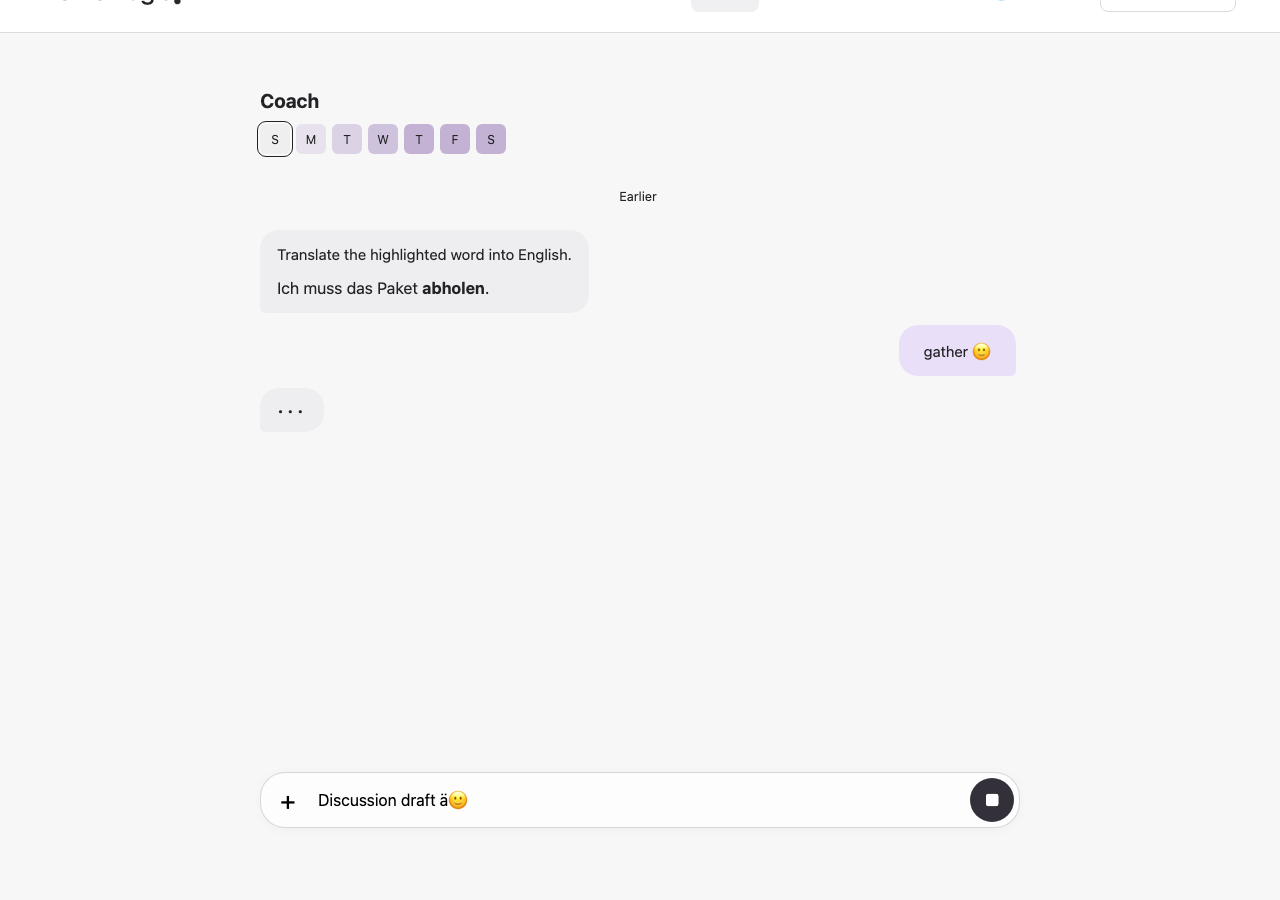 Coach
S M T W T F S
Earlier
Translate the highlighted word into English.
Ich muss das Paket abholen.
gather 🙂
...
Discussion draft ä🙂